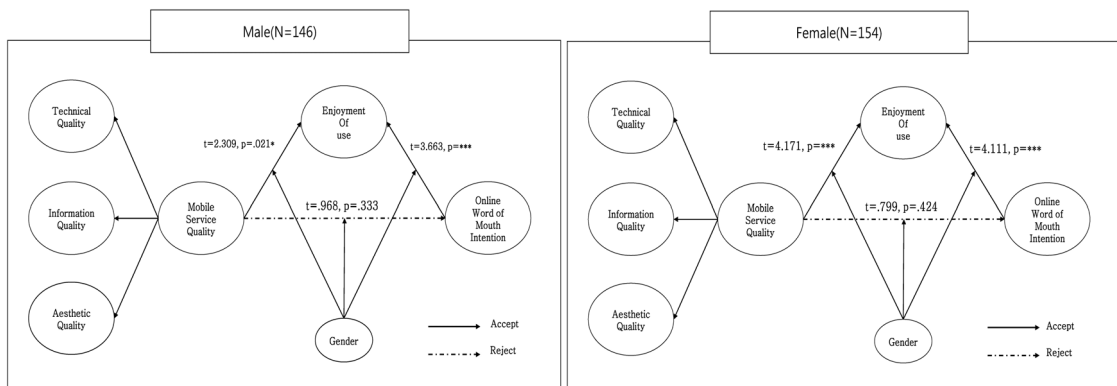 Male(N=146)
Technical
Quality
Enjoyment
Of
use
t=2.309, p=.021*
t=3.663, p=***
Information
Quality
Mobile
Service
Quality
t=.968, p=.333
Online
Word of
Mouth
Intention
Aesthetic
Quality
Gender
Accept
Reject
Female(N=154)
Technical
Quality
Enjoyment
Of
use
t=4.171, p=***
t=4.111, p=***
Information
Quality
Mobile
Service
Quality
t=.799, p=.424
Online
Word of
Mouth
Intention
Aesthetic
Quality
Gender
Accept
Reject